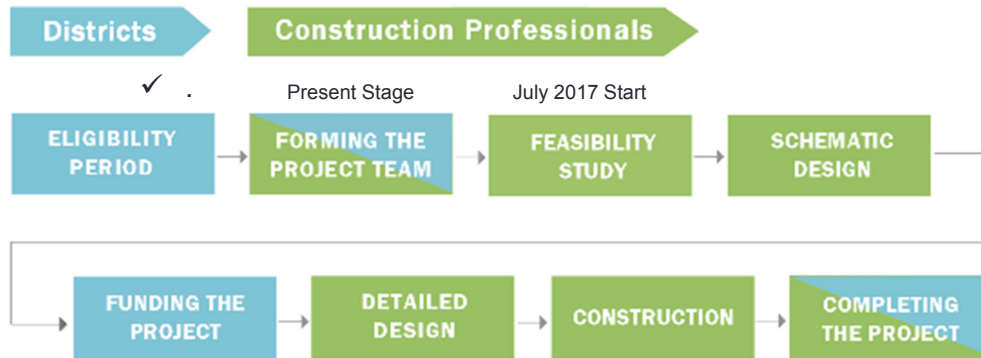 Districts Construction Professionals
✓ . Present Stage July 2017 Start
ELIGIBILITY
PERIOD
FORMING THE
PROJECT TEAM
FEASIBILITY
STUDY
SCHEMATIC
DESIGN
FUNDING THE
PROJECT
DETAILED
DESIGN
CONSTRUCTION
COMPLETING
THE PROJECT